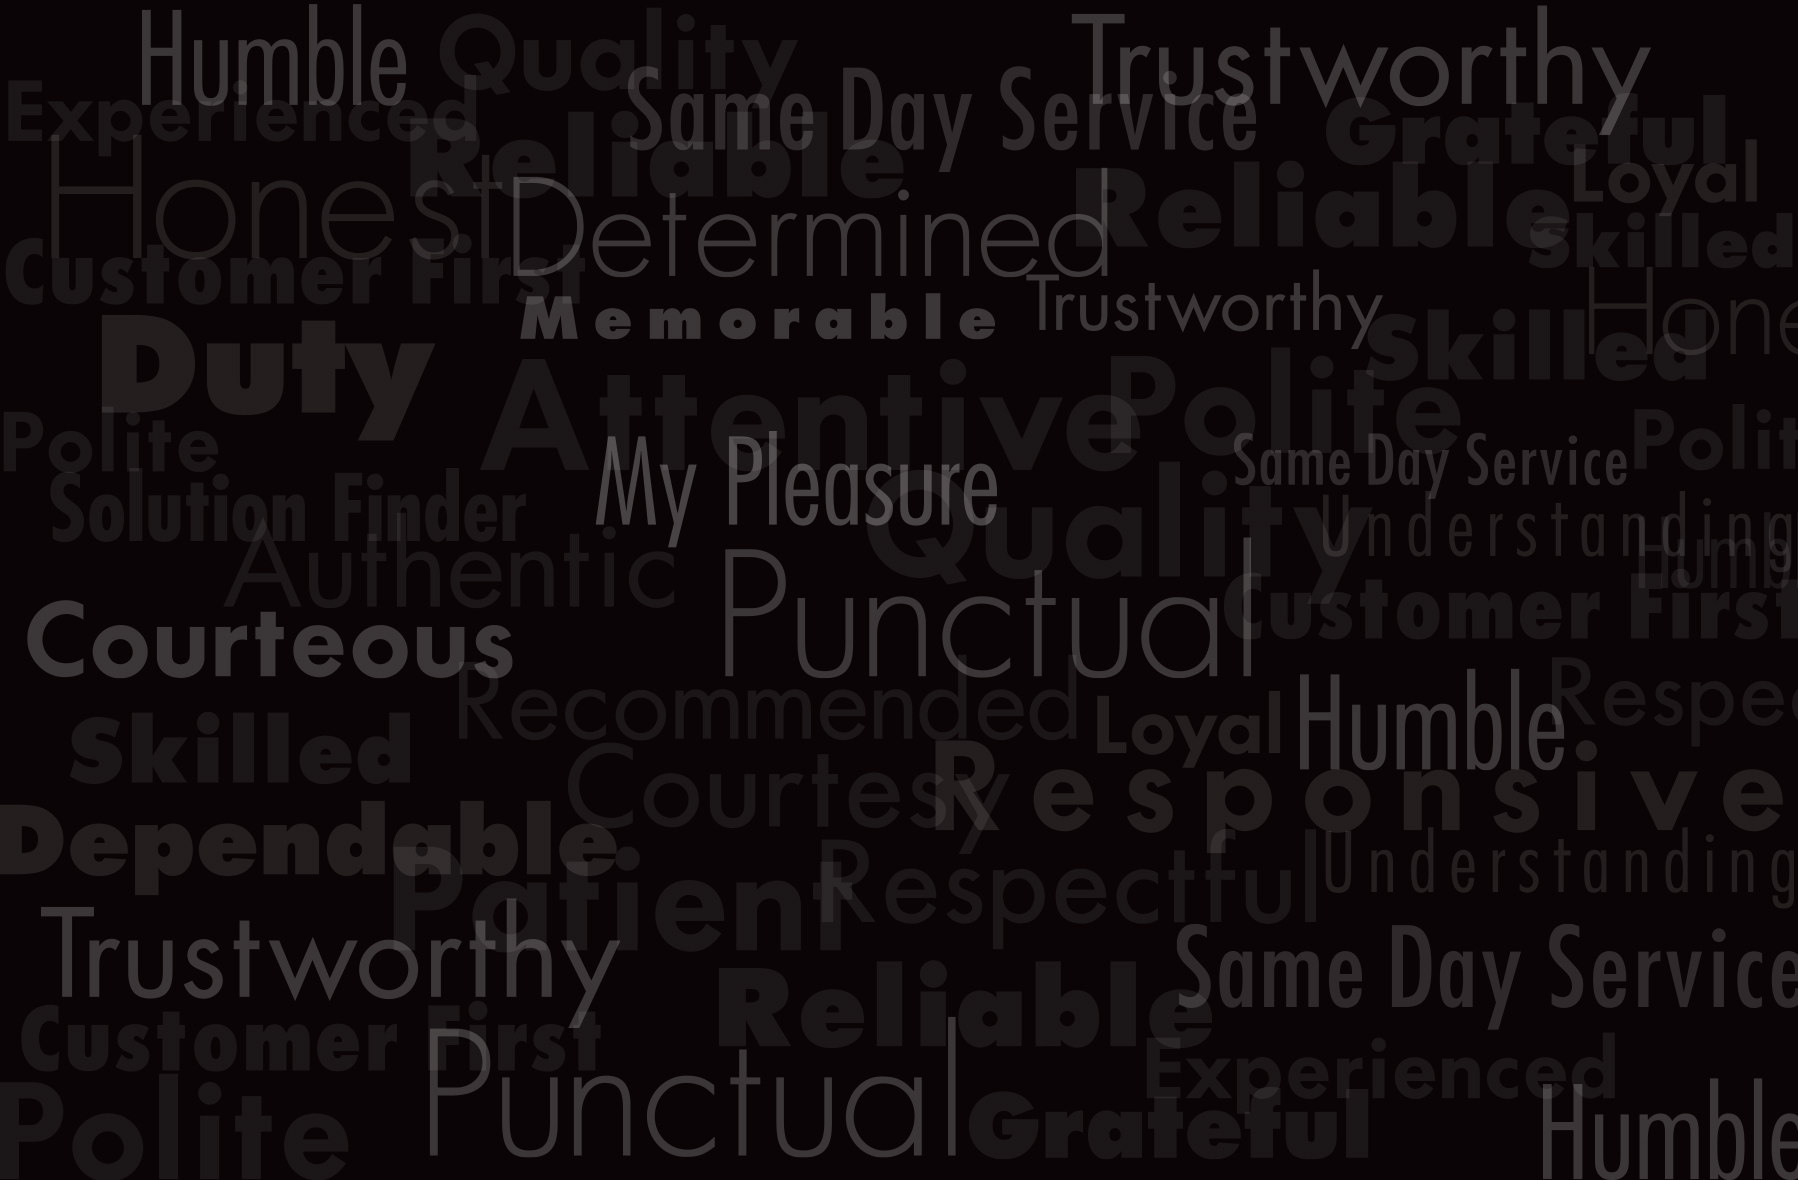 Humble
Quality
Trustworthy
Experienced
Same Day Service
Grateful
Reliable
Loyal
Honest
Determined
Reliable
Skilled
Customer First
Memorable
Trustworthy
Hone
Duty
Skilled
Attentive
Polite
Polite
My Pleasure
Same Day Service
Polit
Solution Finder
Quality
Understanding
Authentic
Humb
Punctual
Customer First
Courteous
Recommended
Loyal
Humble
Respec
Skilled
Courtesy
Responsive
Dependable
Patient
Respectful
Understanding
Trustworthy
Same Day Service
Reliable
Customer First
Punctual
Experienced
Polite
Grateful
Humble